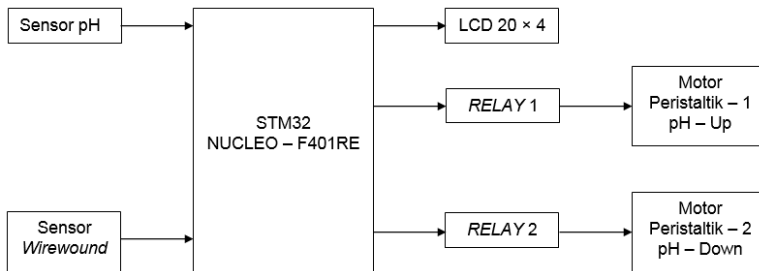 Sensor pH
LCD 20 × 4
RELAY 1
Motor
Peristaltik – 1
pH – Up
STM32
NUCLEO – F401RE
Sensor
Wirewound
RELAY 2
Motor
Peristaltik – 2
pH – Down